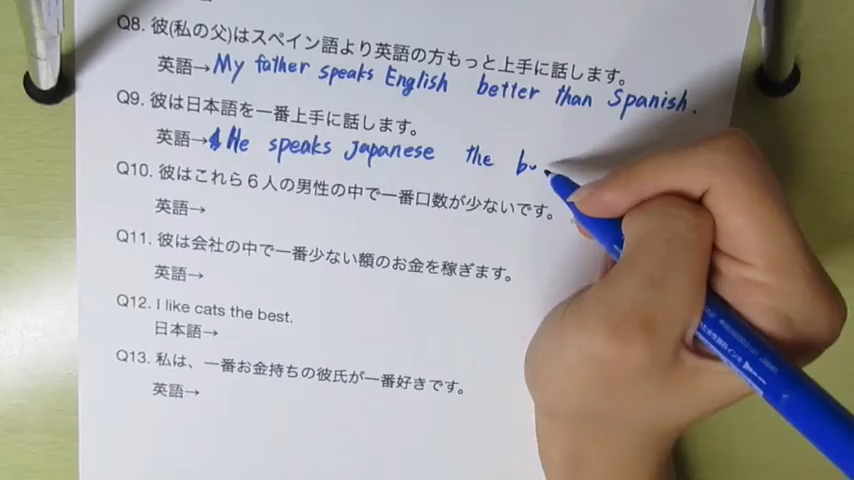 Q8. 彼(私の父)はスペイン語より英語の方もっと上手に話します。
英語→My father speaks English better than Spanish.
Q9. 彼は日本語を一番上手に話します。
英語→He speaks Japanese the
Q10. 彼はこれら6人の男性の中で一番口数が少ないです。
英語→
Q11. 彼は会社の中で一番少ない額のお金を稼ぎます。
英語→
Q12. I like cats the best.
日本語→
Q13. 私は、一番お金持ちの彼氏が一番好きです。
英語→